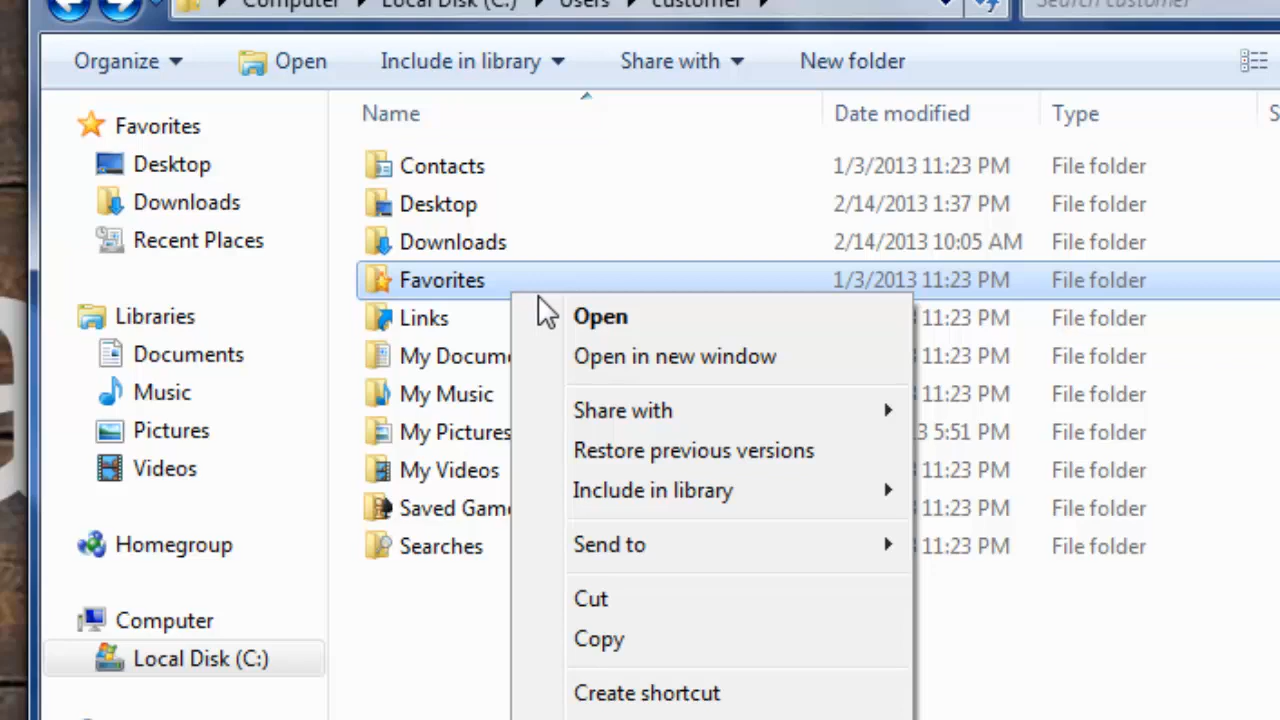 Computer Local Disk (C:) Users customer Search customer
Organize Open Include in library Share with New folder
Name Date modified Type
Favorites
Desktop
Downloads
Recent Places
Libraries
Documents
Music
Pictures
Videos
Homegroup
Computer
Local Disk (C:)
Contacts 1/3/2013 11:23 PM File folder
Desktop 2/14/2013 1:37 PM File folder
Downloads 2/14/2013 10:05 AM File folder
Favorites 1/3/2013 11:23 PM File folder
Links 11:23 PM File folder
My Docum 11:23 PM File folder
My Music 11:23 PM File folder
My Pictures 3 5:51 PM File folder
My Videos 11:23 PM File folder
Saved Game 11:23 PM File folder
Searches 11:23 PM File folder
Open
Open in new window
Share with
Restore previous versions
Include in library
Send to
Cut
Copy
Create shortcut